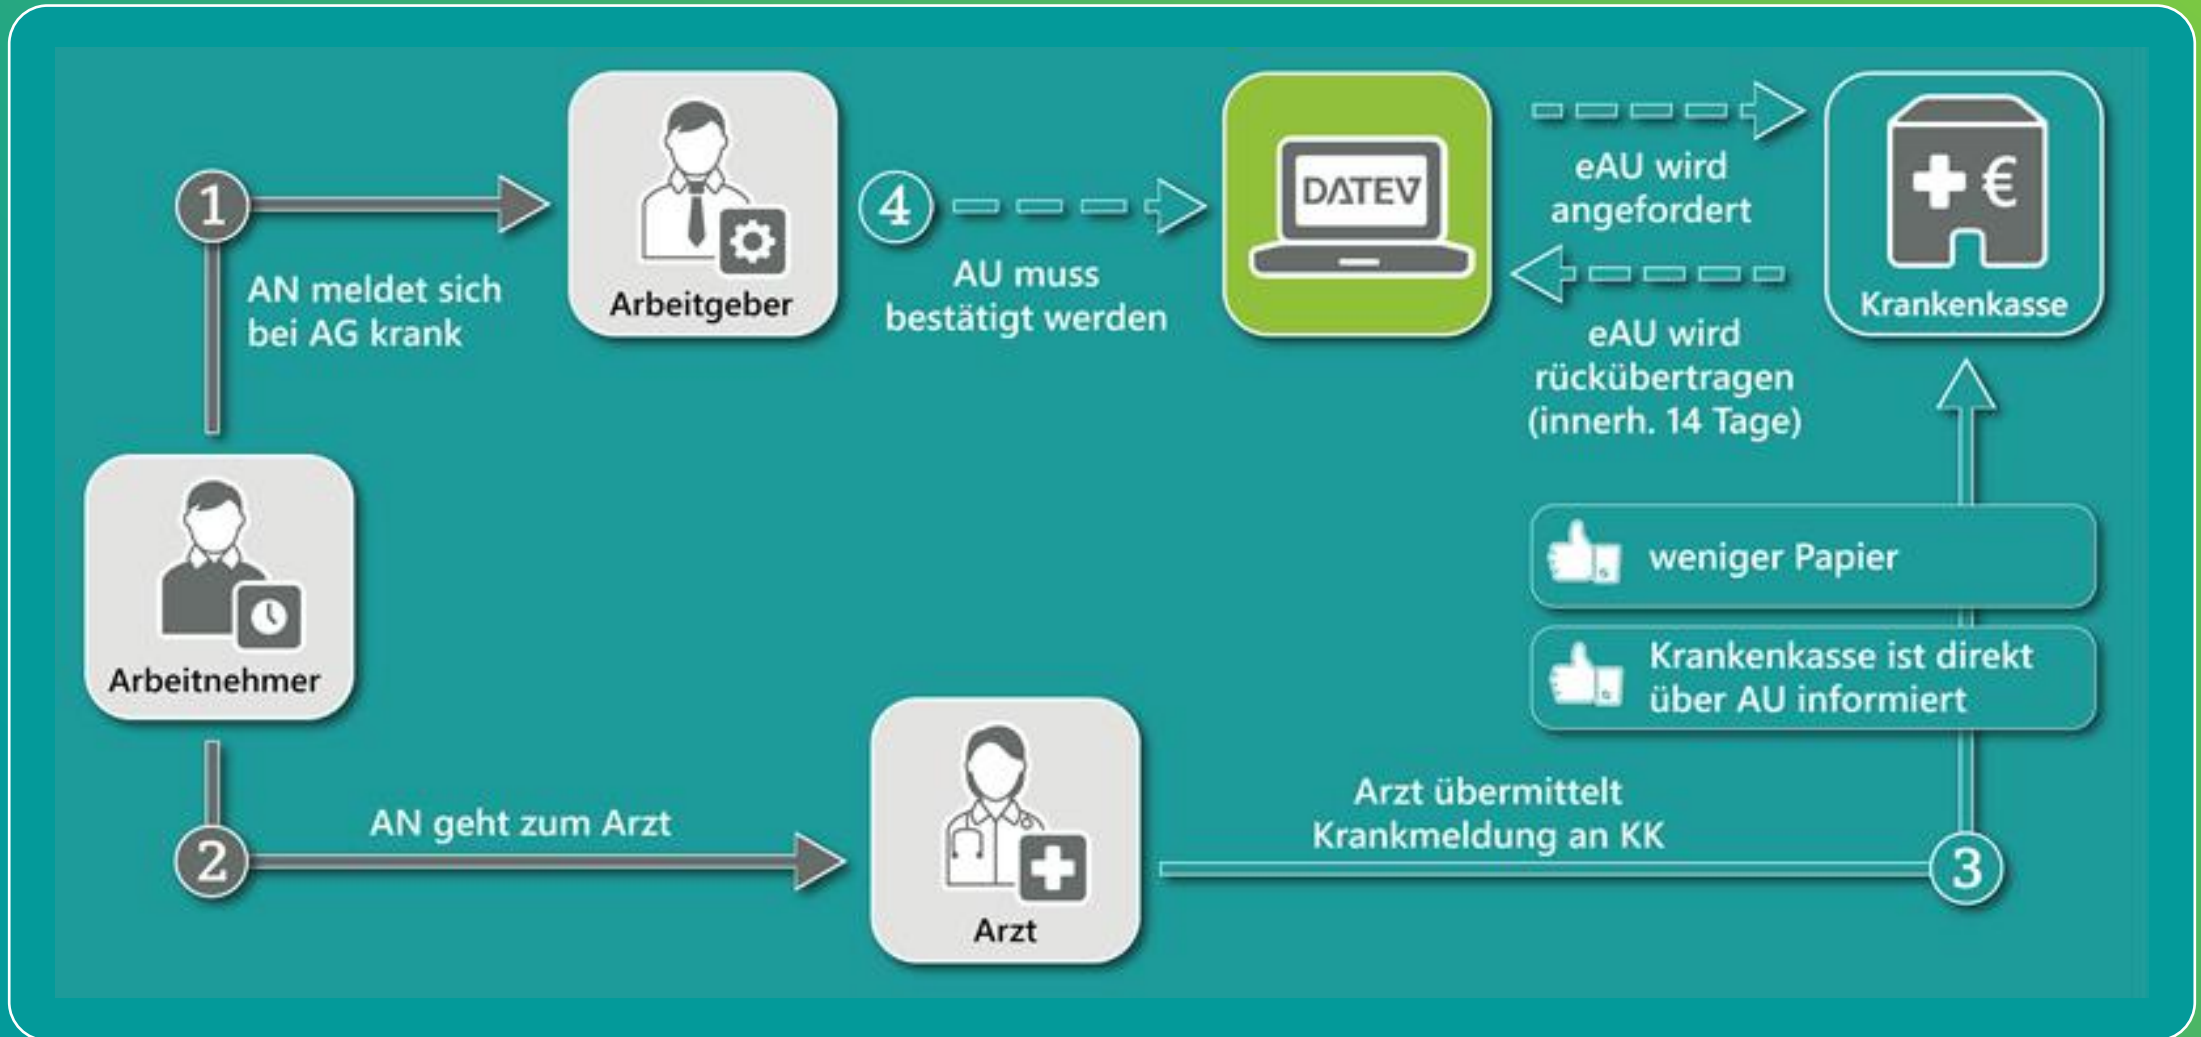 1
AN meldet sich
bei AG krank
Arbeitgeber
4
AU muss
bestätigt werden
DATEV
eAU wird
angefordert
eAU wird
rückübertragen
(innerh. 14 Tage)
+ €
Krankenkasse
Arbeitnehmer
weniger Papier
Krankenkasse ist direkt
über AU informiert
2
AN geht zum Arzt
Arzt
Arzt übermittelt
Krankmeldung an KK
3